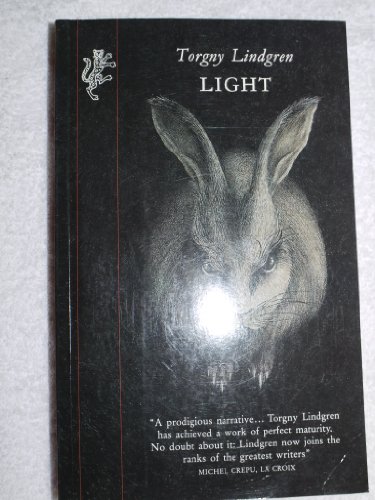 Torgny Lindgren
LIGHT
"A prodigious narrative... Torgny Lindgren
has achieved a work of perfect maturity.
No doubt about it: Lindgren now joins the
ranks of the greatest writers"
MICHEL CREPU, LA CROIX